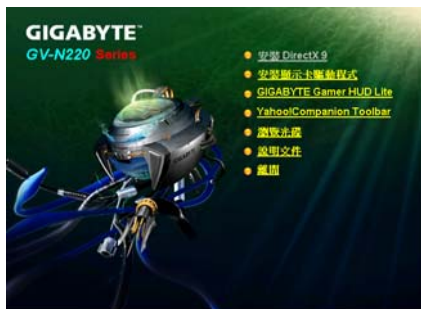 GIGABYTE™
GV-N220 Series
安裝 DirectX 9
安裝顯示卡驅動程式
GIGABYTE Gamer HUD Lite
Yahoo!Companion Toolbar
瀏覽光碟
說明文件
離開
GIGABYTE